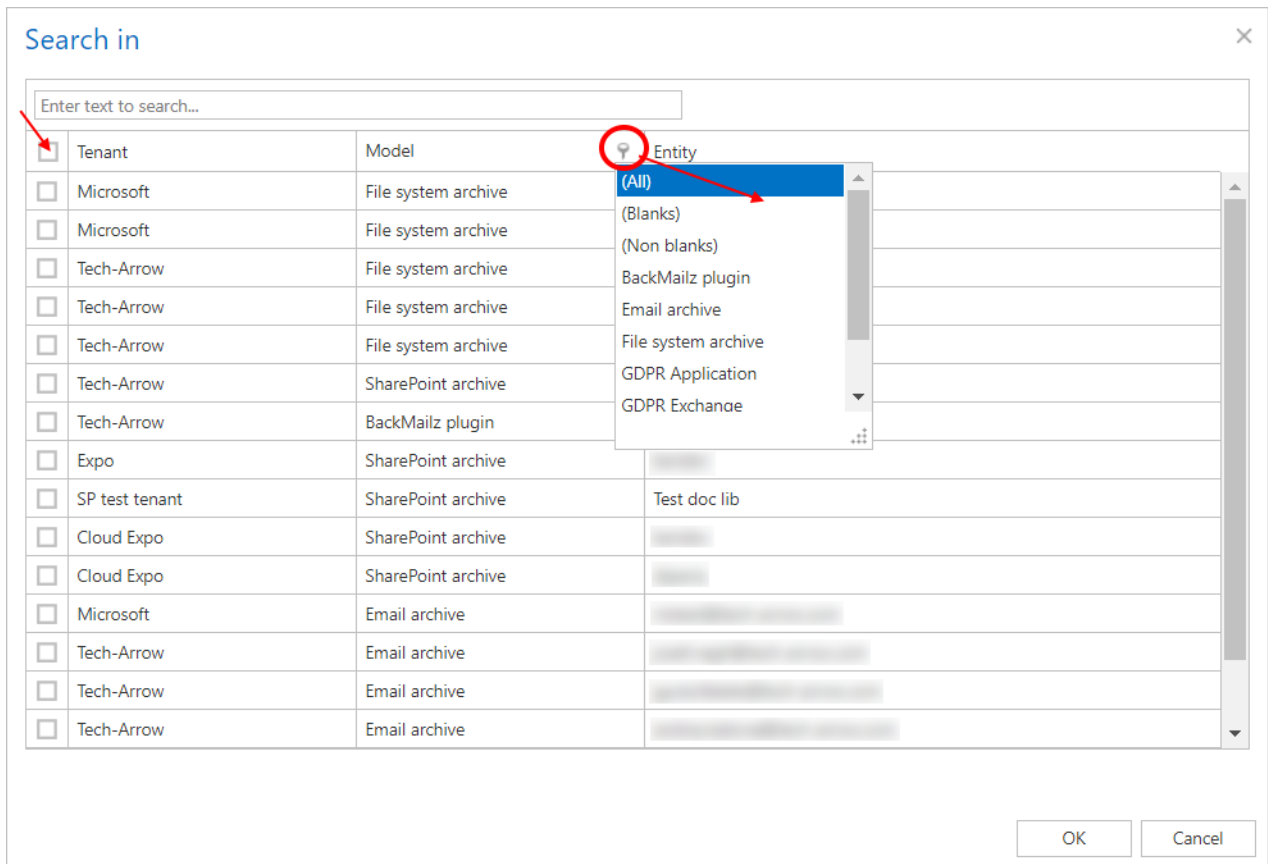 Search in
Enter text to search...
Tenant Model Entity
Microsoft File system archive (All)
Microsoft File system archive (Blanks)
(Non blanks)
Tech-Arrow File system archive BackMailz plugin
Tech-Arrow File system archive Email archive
Tech-Arrow File system archive File system archive
Tech-Arrow SharePoint archive GDPR Application
Tech-Arrow BackMailz plugin GDPR Exchange
Expo SharePoint archive
SP test tenant SharePoint archive Test doc lib
Cloud Expo SharePoint archive
Cloud Expo SharePoint archive
Microsoft Email archive
Tech-Arrow Email archive
Tech-Arrow Email archive
Tech-Arrow Email archive
OK Cancel